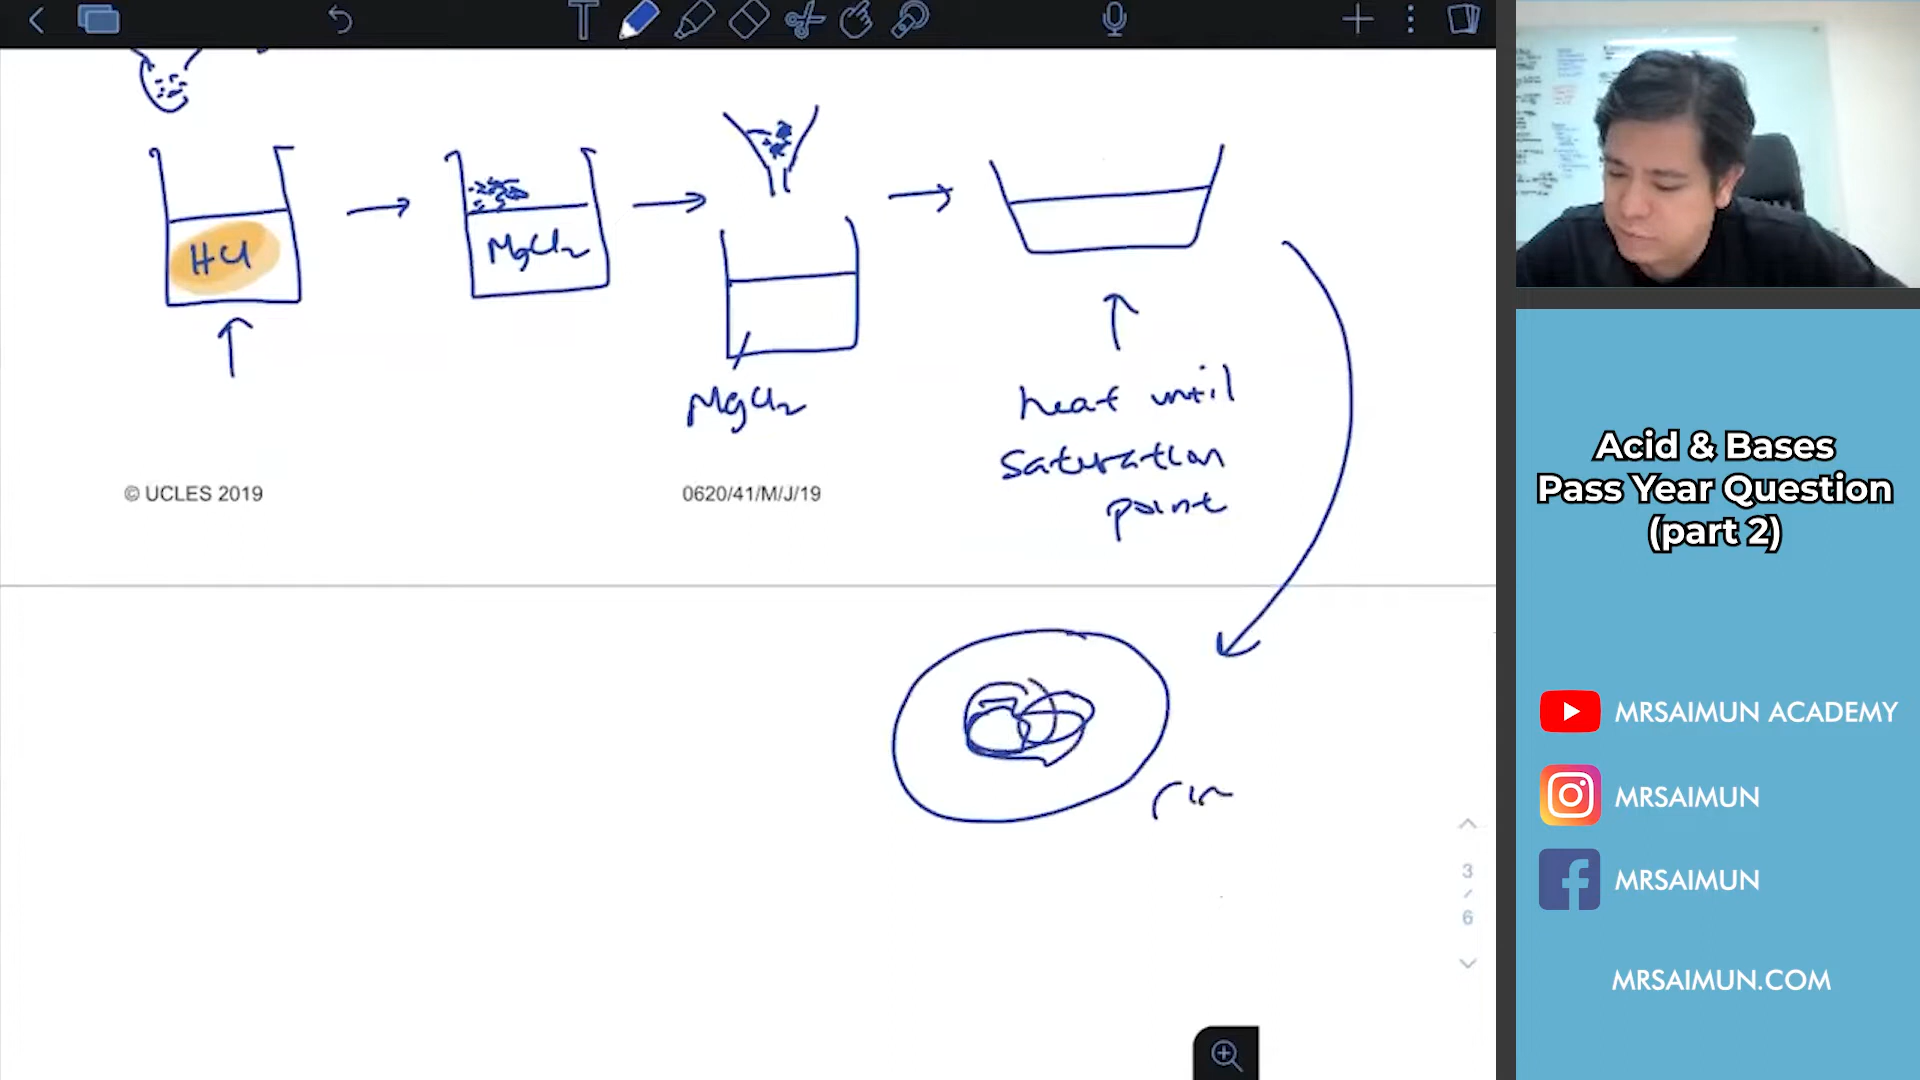 HCl
MgCl2
MgCl2
heat until
saturation
point
© UCLES 2019
0620/41/M/J/19
3
6
Acid & Bases
Pass Year Question
(part 2)
MRSAIMUN ACADEMY
MRSAIMUN
MRSAIMUN
MRSAIMUN.COM